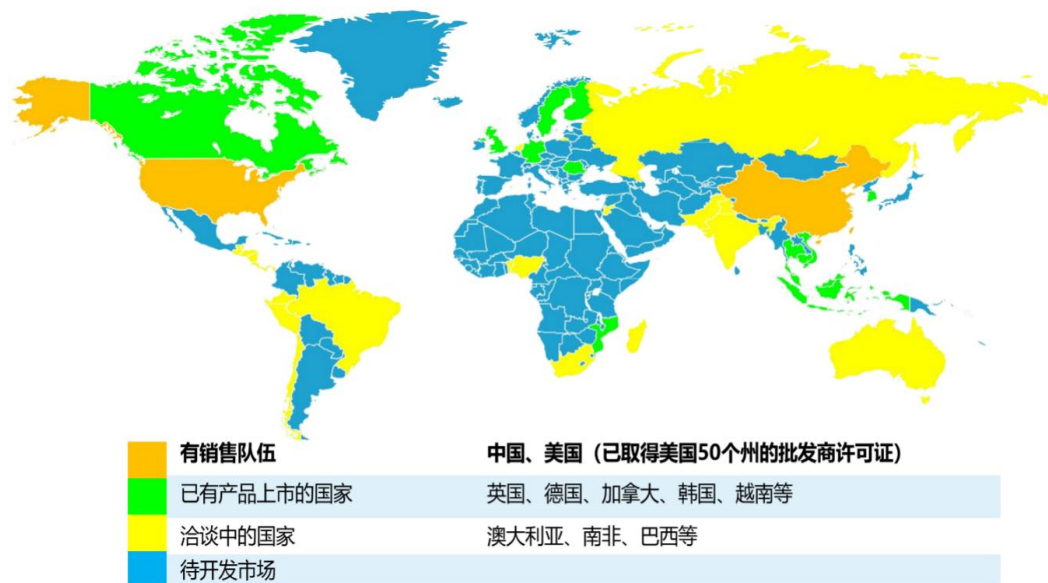 有销售队伍 中国、美国（已取得美国50个州的批发商许可证）
已有产品上市的国家 英国、德国、加拿大、韩国、越南等
洽谈中的国家 澳大利亚、南非、巴西等
待开发市场